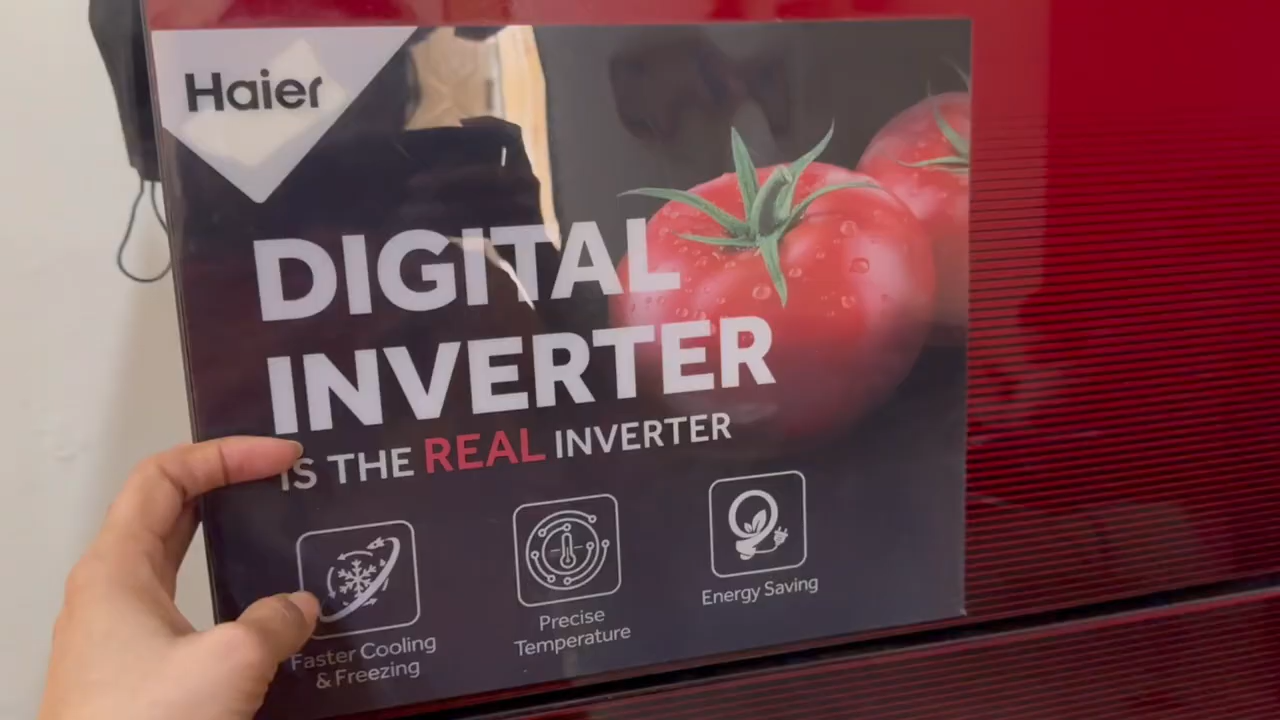 Haier
DIGITAL
INVERTER
IS THE REAL INVERTER
Faster Cooling
& Freezing
Precise
Temperature
Energy Saving